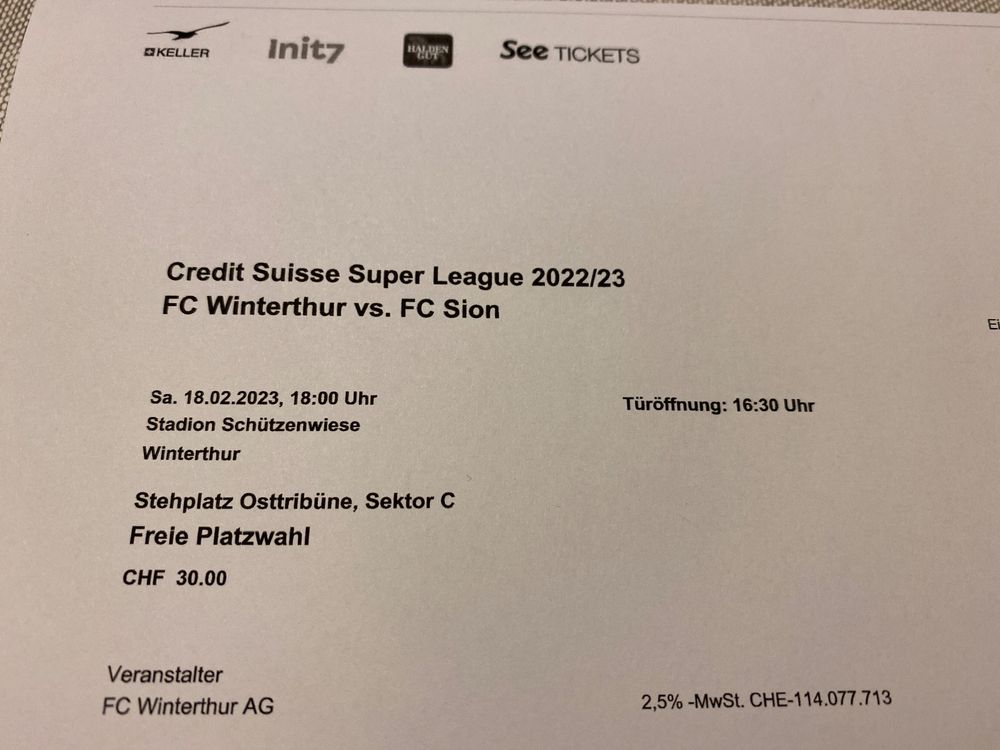 KELLER Init7 HALDEN GUT See TICKETS
Credit Suisse Super League 2022/23
FC Winterthur vs. FC Sion
Ei
Sa. 18.02.2023, 18:00 Uhr
Türöffnung: 16:30 Uhr
Stadion Schützenwiese
Winterthur
Stehplatz Osttribüne, Sektor C
Freie Platzwahl
CHF 30.00
Veranstalter
FC Winterthur AG
2,5% -MwSt. CHE-114.077.713